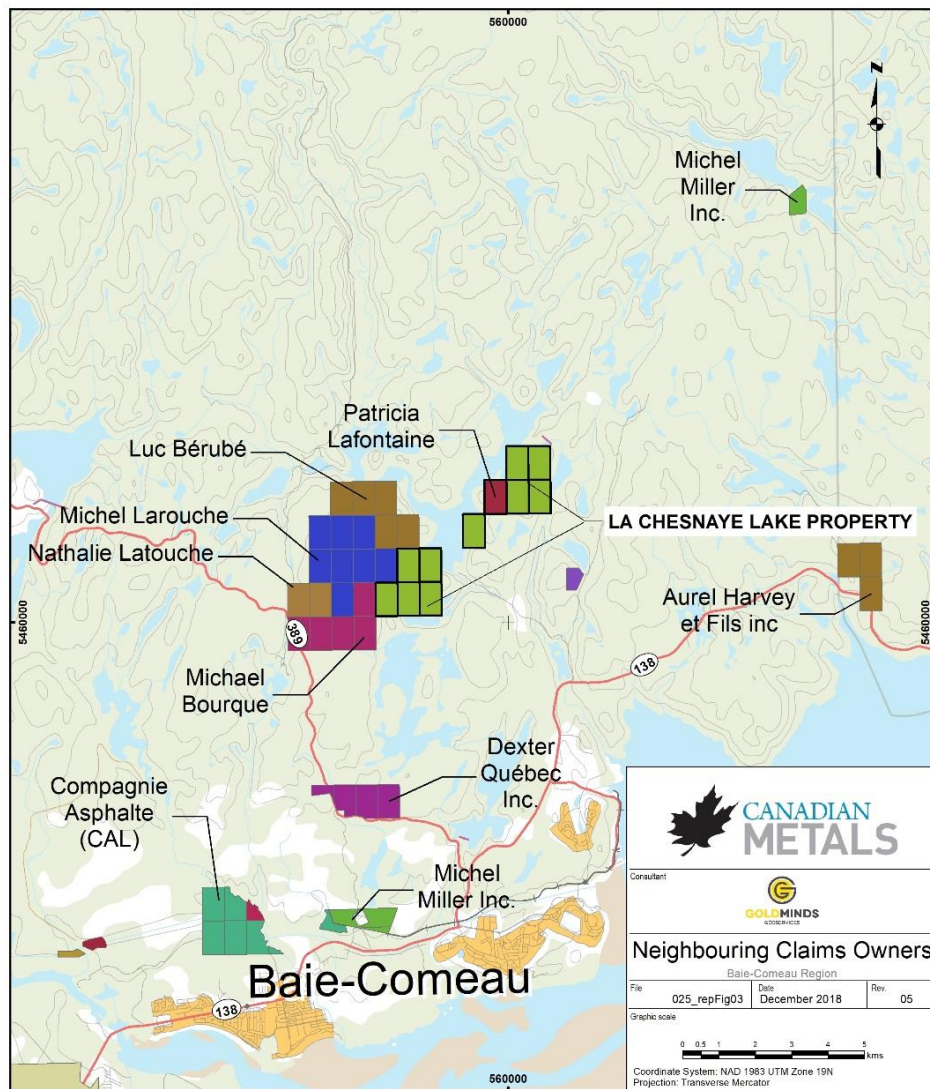 560000
N
Michel
Miller
Inc.
Patricia
Lafontaine
Luc Bérubé
Michel Larouche
LA CHESNAYE LAKE PROPERTY
Nathalie Latouche
Aurel Harvey
et Fils inc
5460000
5460000
389
138
Michael
Bourque
Dexter
Québec
Inc.
Compagnie
Asphalte
(CAL)
Michel
Miller Inc.
Baie-Comeau
138
CANADIAN
METALS
Consultant
G
GOLDMINDS
GEOSERVICES
Neighbouring Claims Owners
Baie-Comeau Region
File
025_repFig03
Date
December 2018
Rev.
05
Graphic scale
0 0.5 1 2 3 4 5
kms
Coordinate System: NAD 1983 UTM Zone 19N
Projection: Transverse Mercator
560000